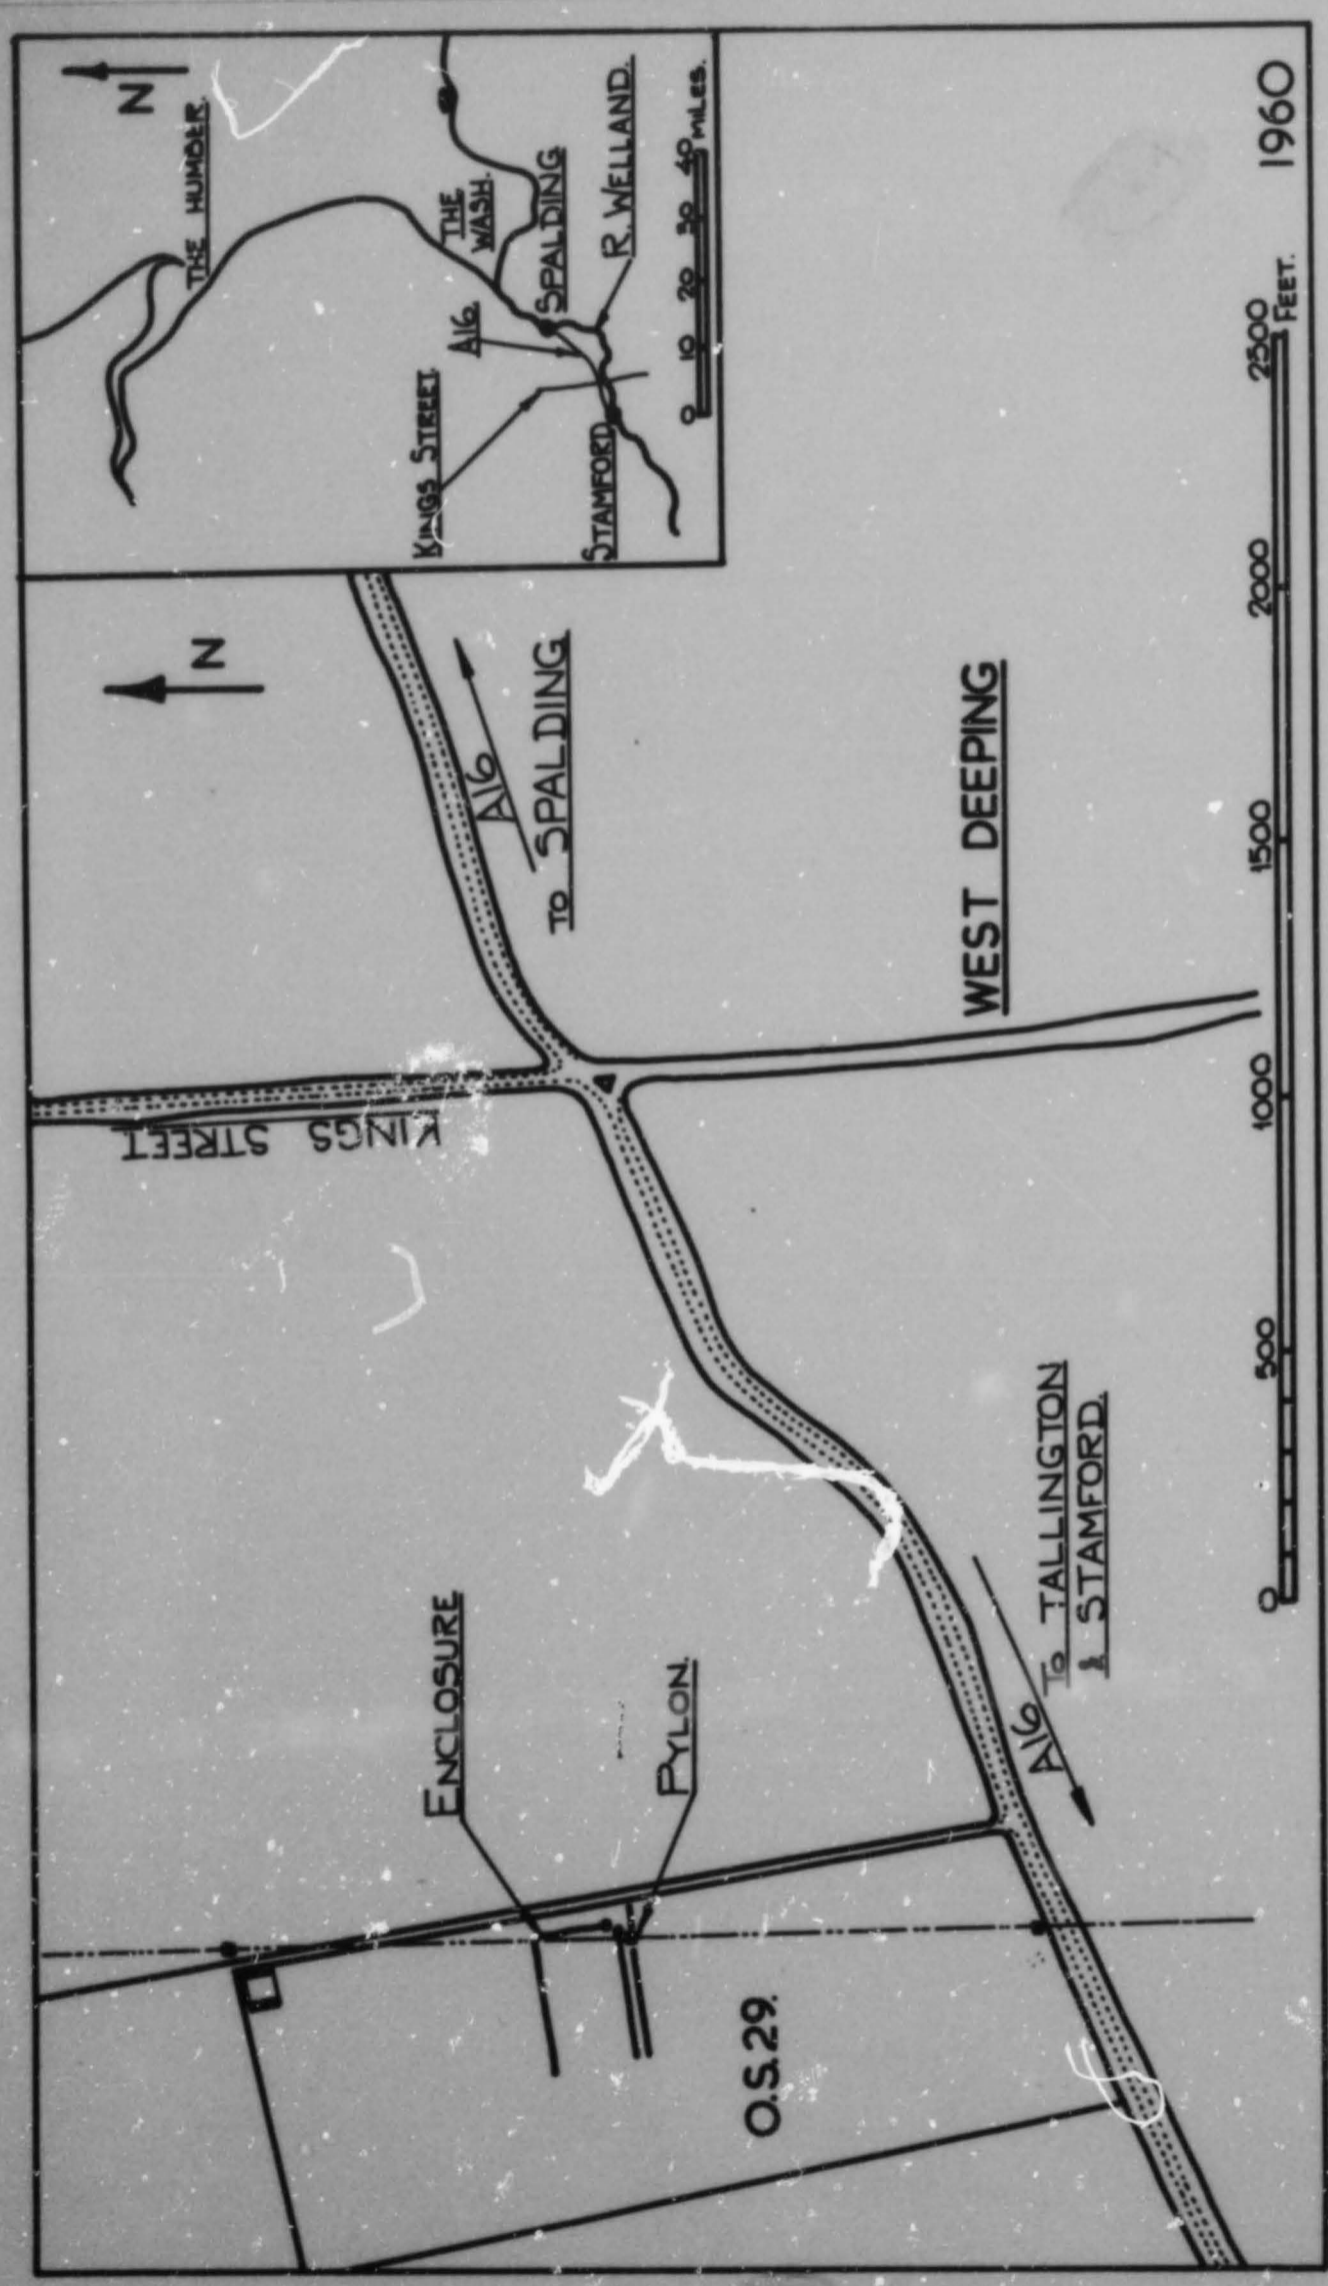 N
THE HUMBER.
THE
WASH.
A16.
SPALDING
KINGS STREET.
STAMFORD
R. WELLAND.
0 10 20 30 40
MILES.
N
KINGS STREET
A16
TO SPALDING
ENCLOSURE
PYLON.
O.S.29.
WEST DEEPING
A16
TO TALLINGTON
& STAMFORD.
0 500 1000 1500 2000 2500
FEET.
1960